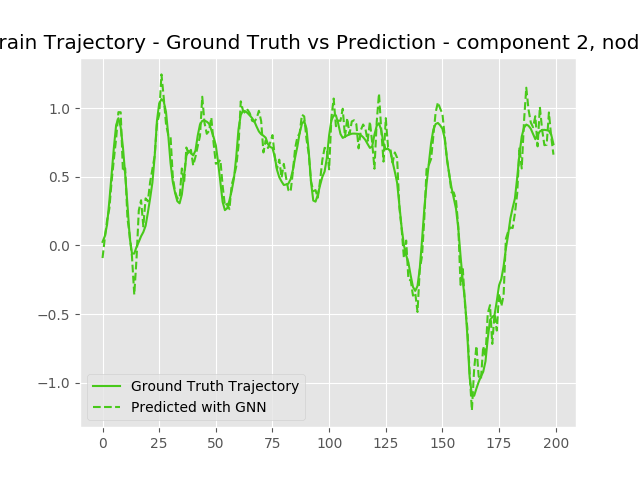 rain Trajectory - Ground Truth vs Prediction - component 2, nod
1.0
0.5
0.0
−0.5
−1.0
Ground Truth Trajectory
Predicted with GNN
0 25 50 75 100 125 150 175 200